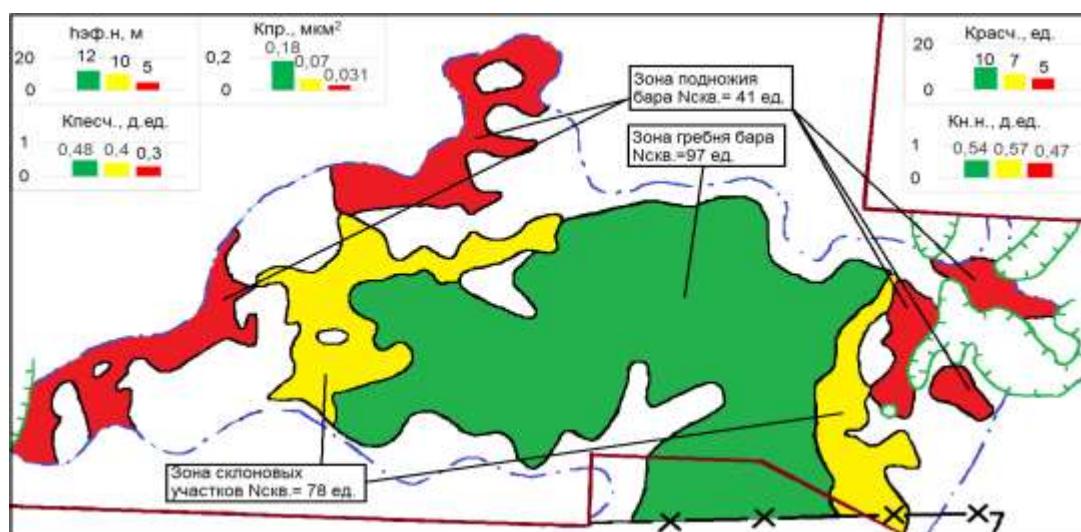 hэф.н, м
20
0
12 10 5
Кпр., мкм²
0,2
0
0,18
0,07
0,031
Кпесч., д.ед.
1
0
0,48 0,4 0,3
Красч., ед.
20
0
10 7 5
Кн.н., д.ед.
1
0
0,54 0,57 0,47
Зона подножия
бара Nскв.= 41 ед.
Зона гребня бара
Nскв.=97 ед.
Зона склоновых
участков Nскв.= 78 ед.
7